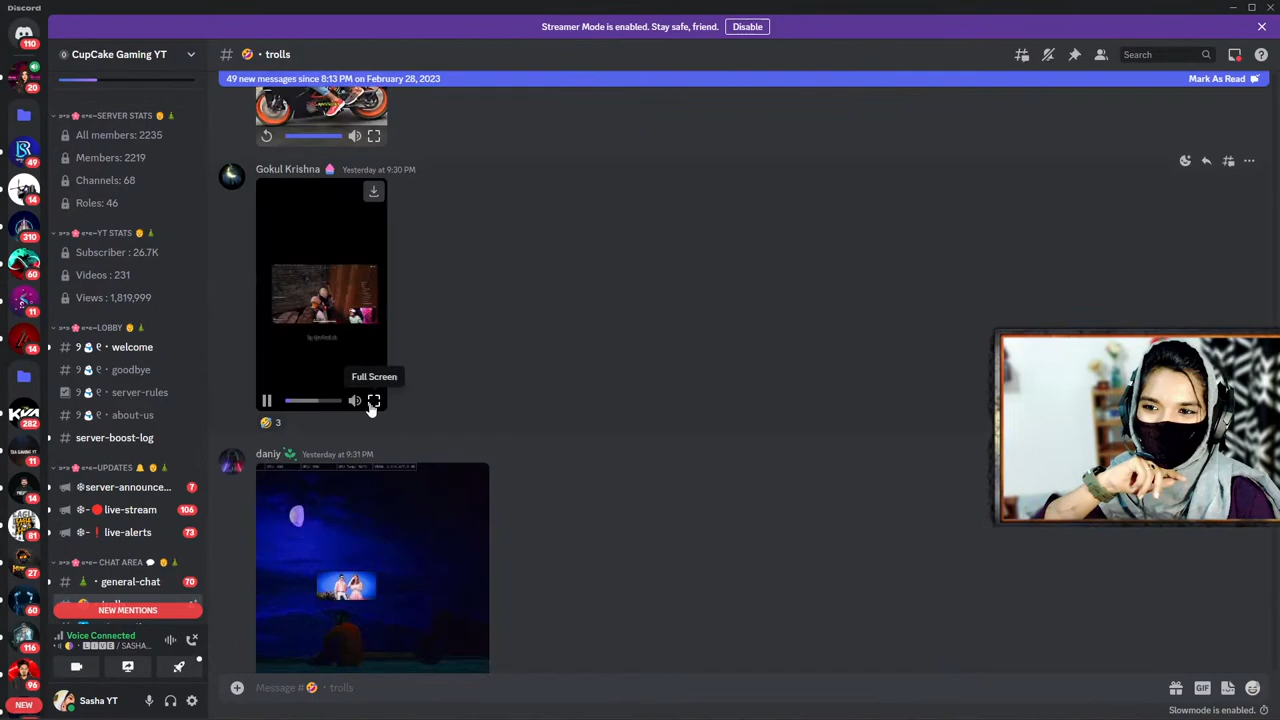 Discord
Streamer Mode is enabled. Stay safe, friend.
Disable
110
20
49
14
310
60
11
14
282
11
14
81
27
60
116
96
NEW
CupCake Gaming YT
SERVER STATS
All members: 2235
Members: 2219
Channels: 68
Roles: 46
YT STATS
Subscriber : 26.7K
Videos : 231
Views : 1,819,999
LOBBY
welcome
goodbye
server-rules
about-us
server-boost-log
UPDATES
server-announce... 7
live-stream 106
live-alerts 73
CHAT AREA
general-chat 70
NEW MENTIONS
Voice Connected
LIVE / SASHA...
Sasha YT
# 🤣・trolls
Search
49 new messages since 8:13 PM on February 28, 2023
Mark As Read
Gokul Krishna Yesterday at 9:30 PM
Full Screen
🤣 3
daniy Yesterday at 9:31 PM
Message #🤣・trolls
GIF
Slowmode is enabled.